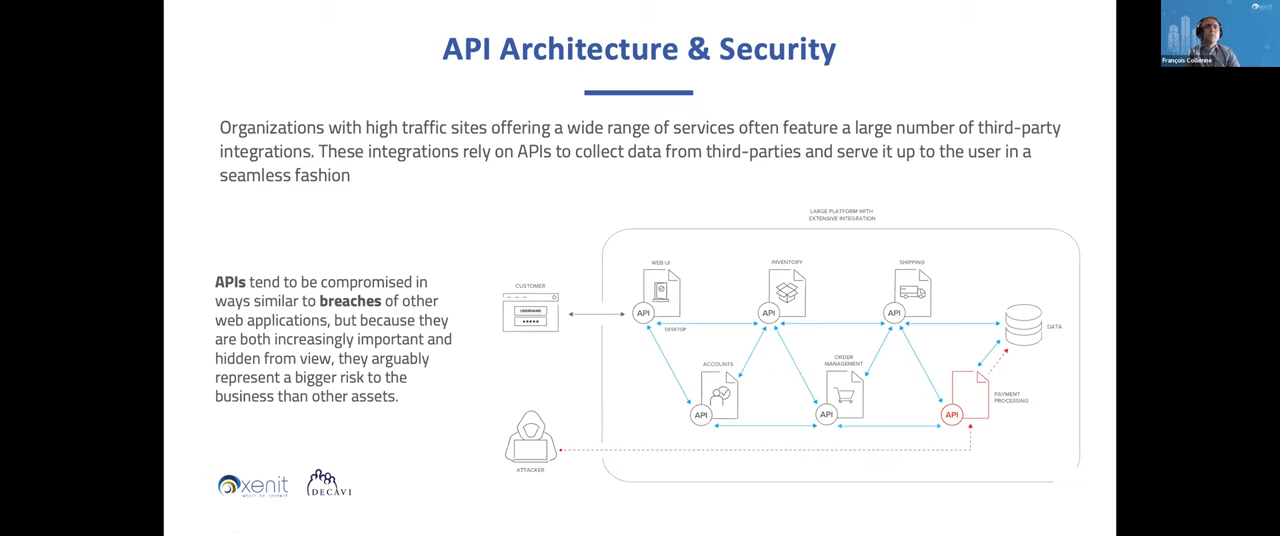 API Architecture & Security
xenit
François Collienne
Organizations with high traffic sites offering a wide range of services often feature a large number of third-party
integrations. These integrations rely on APIs to collect data from third-parties and serve it up to the user in a
seamless fashion
LARGE PLATFORM WITH
EXTENSIVE INTEGRATION
APIs tend to be compromised in
ways similar to breaches of other
web applications, but because they
are both increasingly important and
hidden from view, they arguably
represent a bigger risk to the
business than other assets.
WEB UI
INVENTORY
SHIPPING
CUSTOMER
USERNAME
*****
API
API
API
DESKTOP
DATA
ACCOUNTS
ORDER
MANAGEMENT
PAYMENT
PROCESSING
API
API
API
ATTACKER
xenit
DECAVI